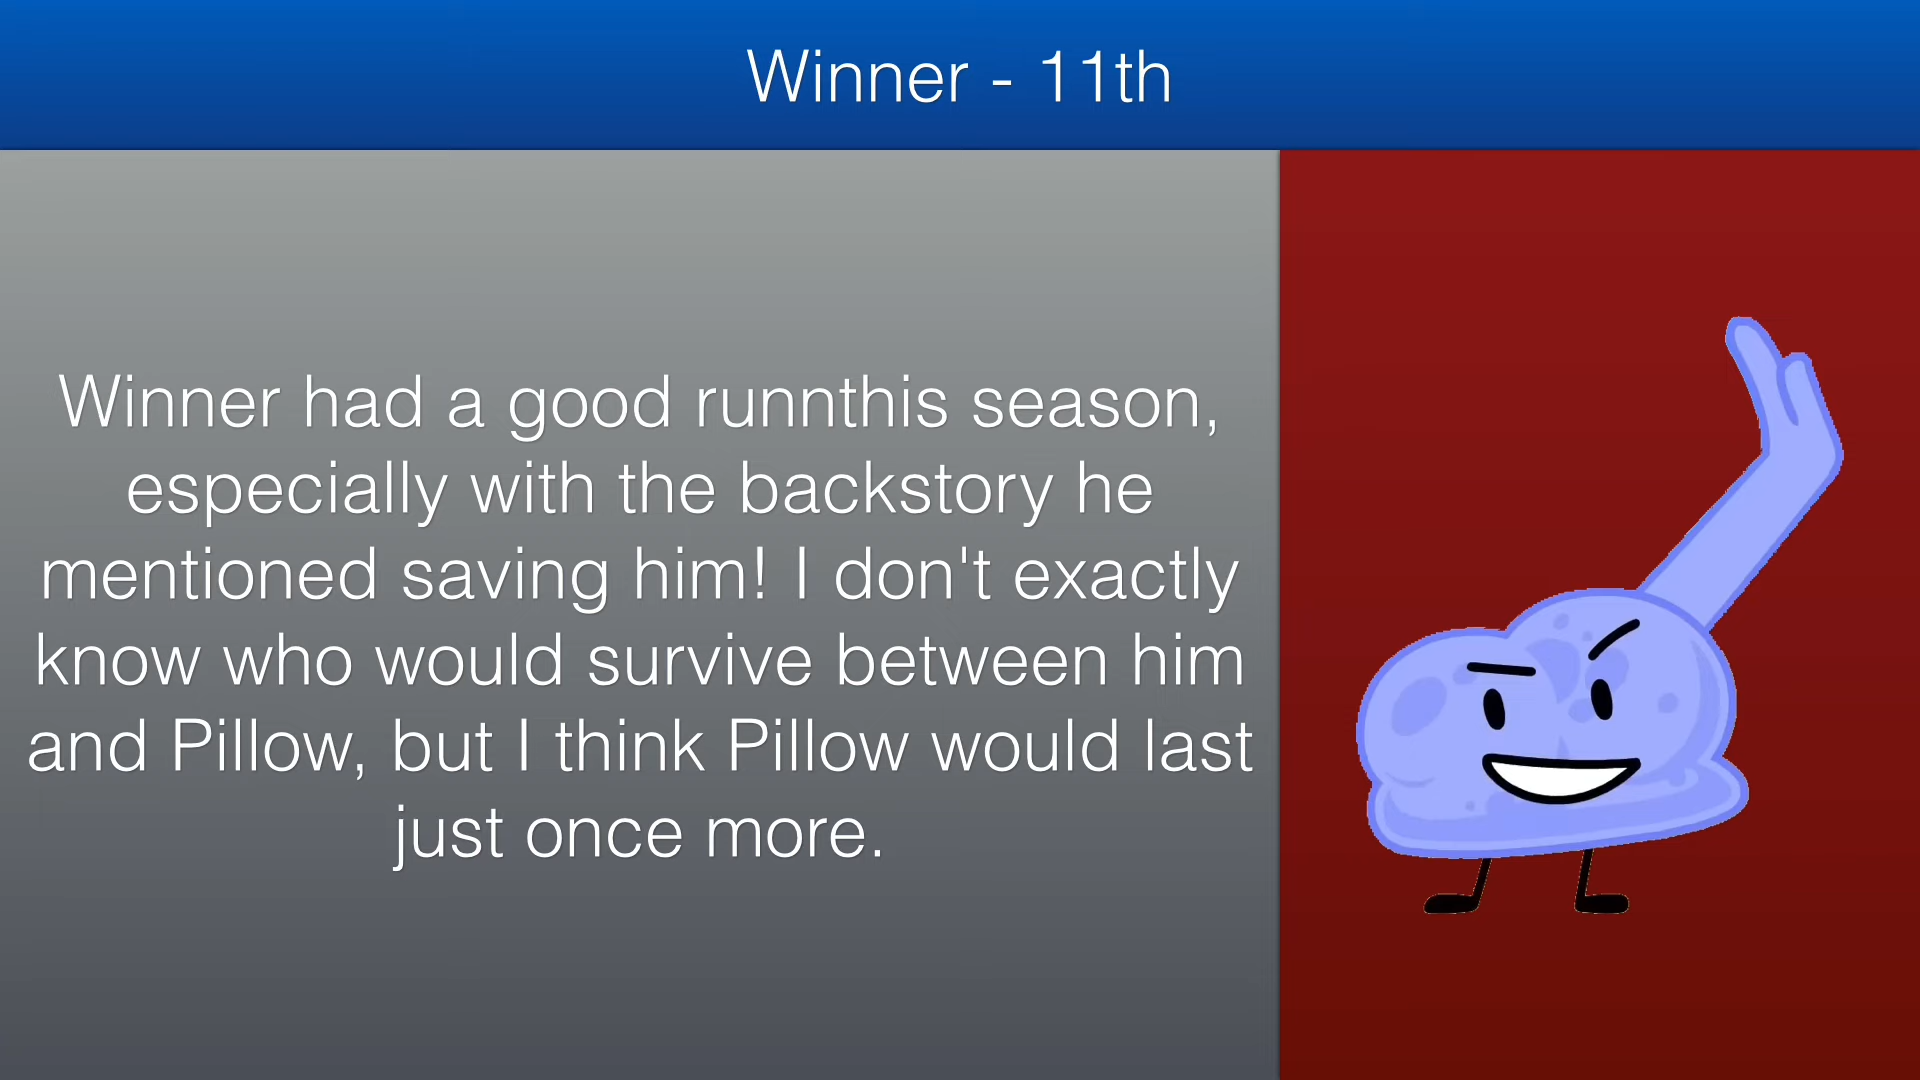 Winner - 11th
Winner had a good runnthis season,
especially with the backstory he
mentioned saving him! I don't exactly
know who would survive between him
and Pillow, but I think Pillow would last
just once more.